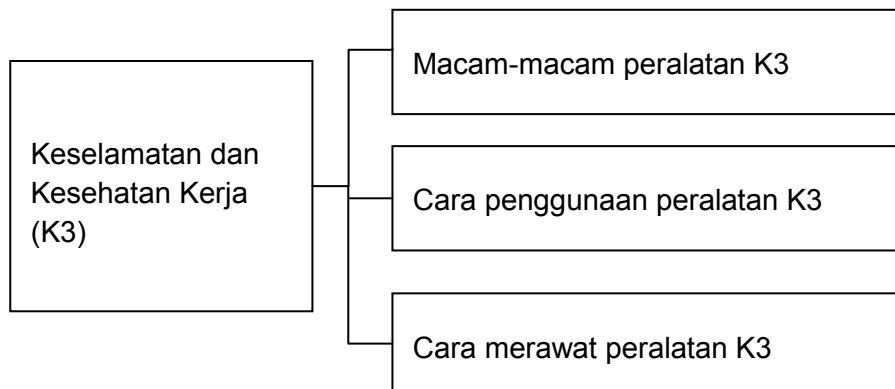 Keselamatan dan
Kesehatan Kerja
(K3)
Macam-macam peralatan K3
Cara penggunaan peralatan K3
Cara merawat peralatan K3